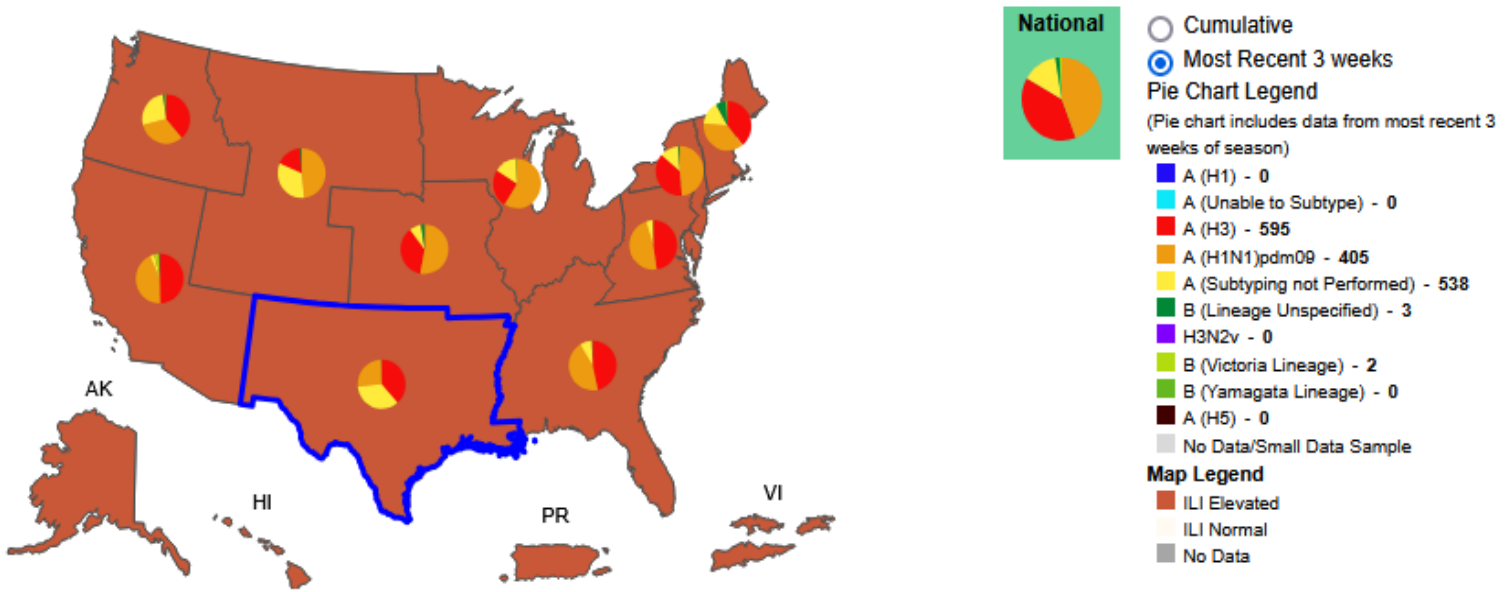 National
Cumulative
Most Recent 3 weeks
Pie Chart Legend
(Pie chart includes data from most recent 3
weeks of season)
A (H1) - 0
A (Unable to Subtype) - 0
A (H3) - 595
A (H1N1)pdm09 - 405
A (Subtyping not Performed) - 538
B (Lineage Unspecified) - 3
H3N2v - 0
B (Victoria Lineage) - 2
B (Yamagata Lineage) - 0
A (H5) - 0
No Data/Small Data Sample
Map Legend
ILI Elevated
ILI Normal
No Data
AK
HI
PR
VI